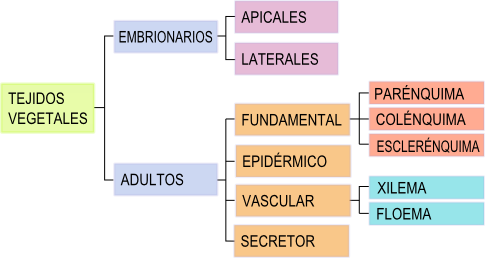 TEJIDOS
VEGETALES
EMBRIONARIOS
APICALES
LATERALES
ADULTOS
FUNDAMENTAL
PARÉNQUIMA
COLÉNQUIMA
ESCLERÉNQUIMA
EPIDÉRMICO
VASCULAR
XILEMA
FLOEMA
SECRETOR